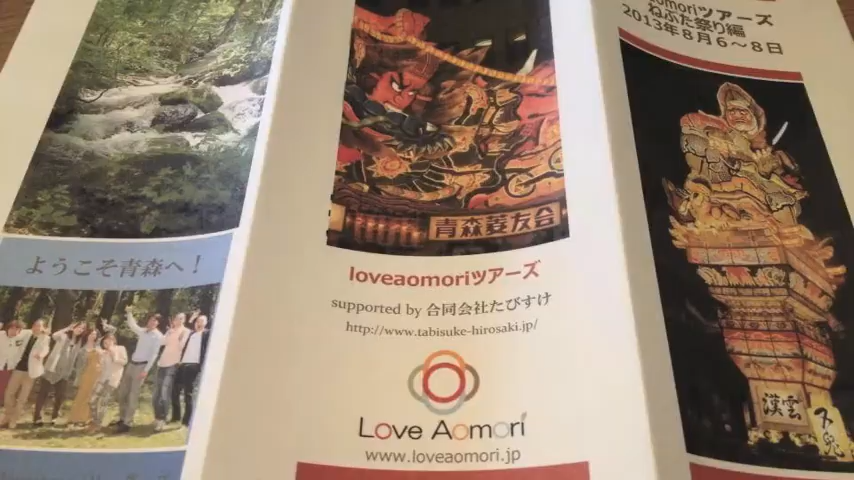 ようこそ青森へ!
青森菱友会
loveaomoriツアーズ
supported by 合同会社たびすけ
http://www.tabisuke-hirosaki.jp/
Love Aomori
www.loveaomori.jp
aomoriツアーズ
ねぶた祭り編
2013年8月6~8日
漢雲